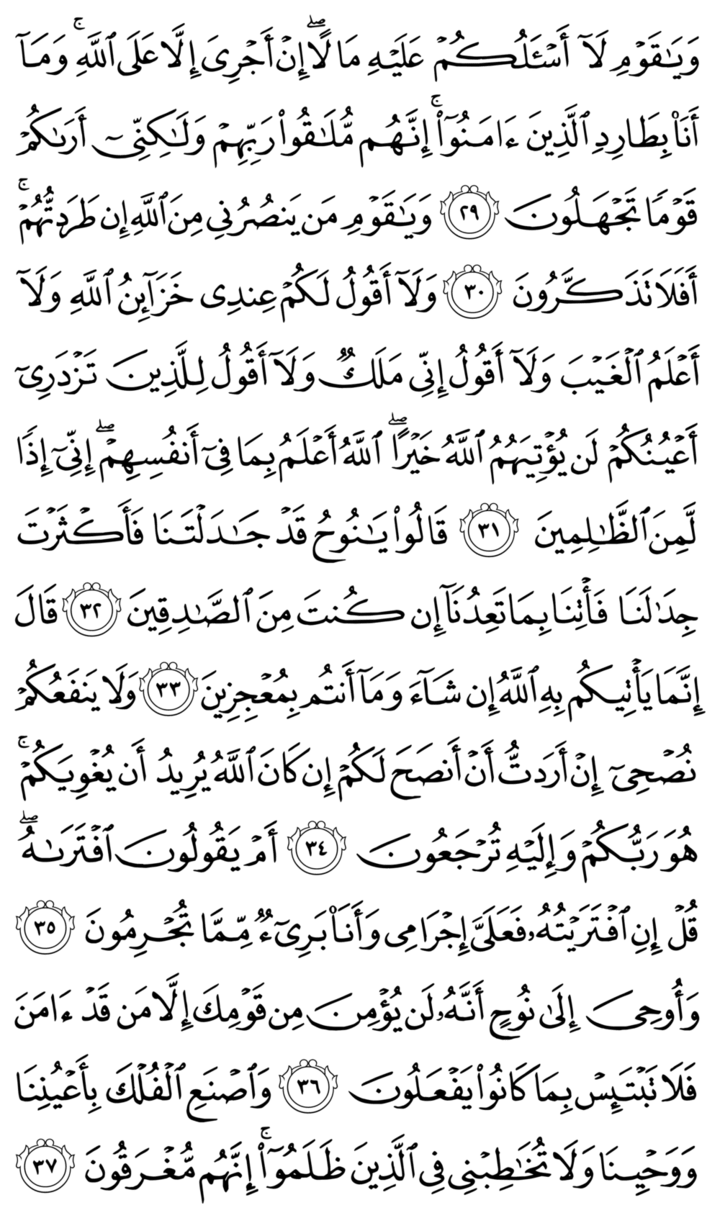 وَيَٰقَوْمِ لَآ أَسْـَٔلُكُمْ عَلَيْهِ مَالًا ۖ إِنْ أَجْرِىَ إِلَّا عَلَى ٱللَّهِ ۚ وَمَآ
أَنَا۠ بِطَارِدِ ٱلَّذِينَ ءَامَنُوٓا۟ ۚ إِنَّهُم مُّلَٰقُوا۟ رَبِّهِمْ وَلَٰكِنِّىٓ أَرَىٰكُمْ
قَوْمًا تَجْهَلُونَ ٢٩ وَيَٰقَوْمِ مَن يَنصُرُنِى مِنَ ٱللَّهِ إِن طَرَدتُّهُمْ ۚ
أَفَلَا تَذَكَّرُونَ ٣٠ وَلَآ أَقُولُ لَكُمْ عِندِى خَزَآئِنُ ٱللَّهِ وَلَآ
أَعْلَمُ ٱلْغَيْبَ وَلَآ أَقُولُ إِنِّى مَلَكٌ وَلَآ أَقُولُ لِلَّذِينَ تَزْدَرِىٓ
أَعْيُنُكُمْ لَن يُؤْتِيَهُمُ ٱللَّهُ خَيْرًا ۖ ٱللَّهُ أَعْلَمُ بِمَا فِىٓ أَنفُسِهِمْ ۖ إِنِّىٓ إِذًا
لَّمِنَ ٱلظَّٰلِمِينَ ٣١ قَالُوا۟ يَٰنُوحُ قَدْ جَٰدَلْتَنَا فَأَكْثَرْتَ
جِدَٰلَنَا فَأْتِنَا بِمَا تَعِدُنَآ إِن كُنتَ مِنَ ٱلصَّٰدِقِينَ ٣٢ قَالَ
إِنَّمَا يَأْتِيكُم بِهِ ٱللَّهُ إِن شَآءَ وَمَآ أَنتُم بِمُعْجِزِينَ ٣٣ وَلَا يَنفَعُكُمْ
نُصْحِىٓ إِنْ أَرَدتُّ أَنْ أَنصَحَ لَكُمْ إِن كَانَ ٱللَّهُ يُرِيدُ أَن يُغْوِيَكُمْ ۚ
هُوَ رَبُّكُمْ وَإِلَيْهِ تُرْجَعُونَ ٣٤ أَمْ يَقُولُونَ ٱفْتَرَىٰهُ ۖ
قُلْ إِنِ ٱفْتَرَيْتُهُۥ فَعَلَىَّ إِجْرَامِى وَأَنَا۠ بَرِىٓءٌ مِّمَّا تُجْرِمُونَ ٣٥
وَأُوحِىَ إِلَىٰ نُوحٍ أَنَّهُۥ لَن يُؤْمِنَ مِن قَوْمِكَ إِلَّا مَن قَدْ ءَامَنَ
فَلَا تَبْتَئِسْ بِمَا كَانُوا۟ يَفْعَلُونَ ٣٦ وَٱصْنَعِ ٱلْفُلْكَ بِأَعْيُنِنَا
وَوَحْيِنَا وَلَا تُخَٰطِبْنِى فِى ٱلَّذِينَ ظَلَمُوٓا۟ ۚ إِنَّهُم مُّغْرَقُونَ ٣٧